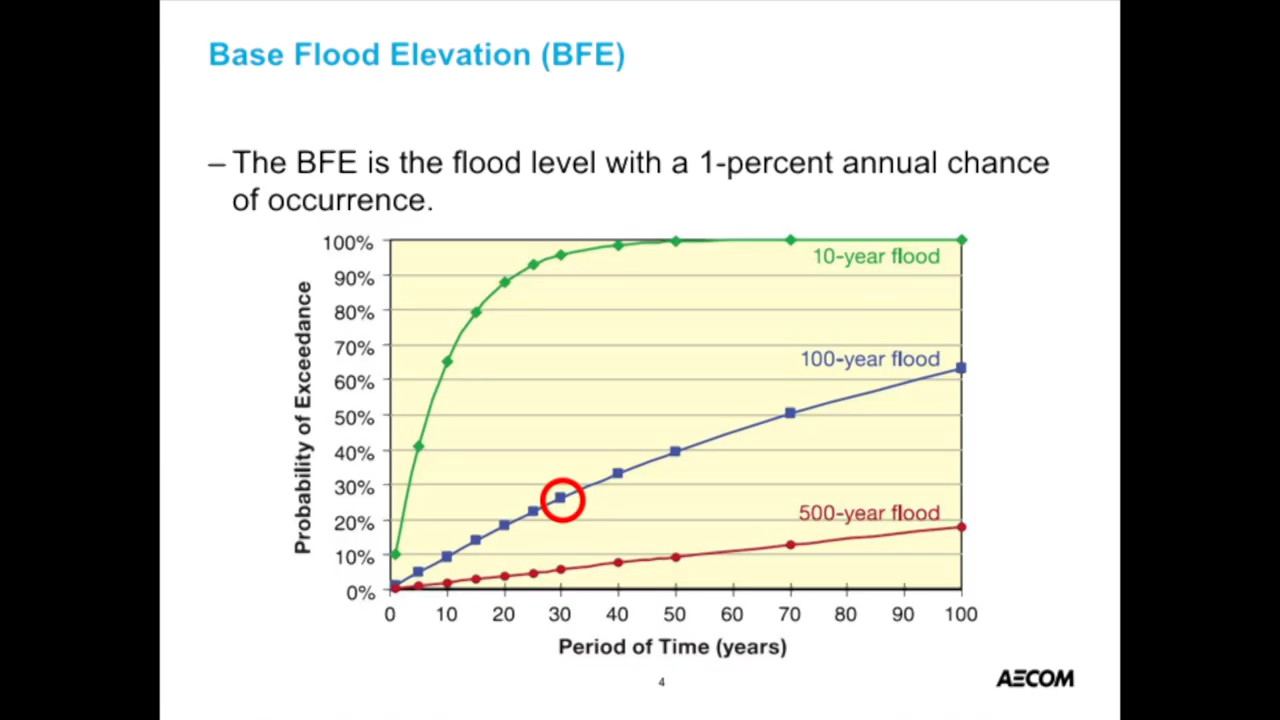 Base Flood Elevation (BFE)
– The BFE is the flood level with a 1-percent annual chance
of occurrence.
100%
90%
80%
70%
60%
50%
40%
30%
20%
10%
0%
Probability of Exceedance
10-year flood
100-year flood
500-year flood
0 10 20 30 40 50 60 70 80 90 100
Period of Time (years)
4
AECOM